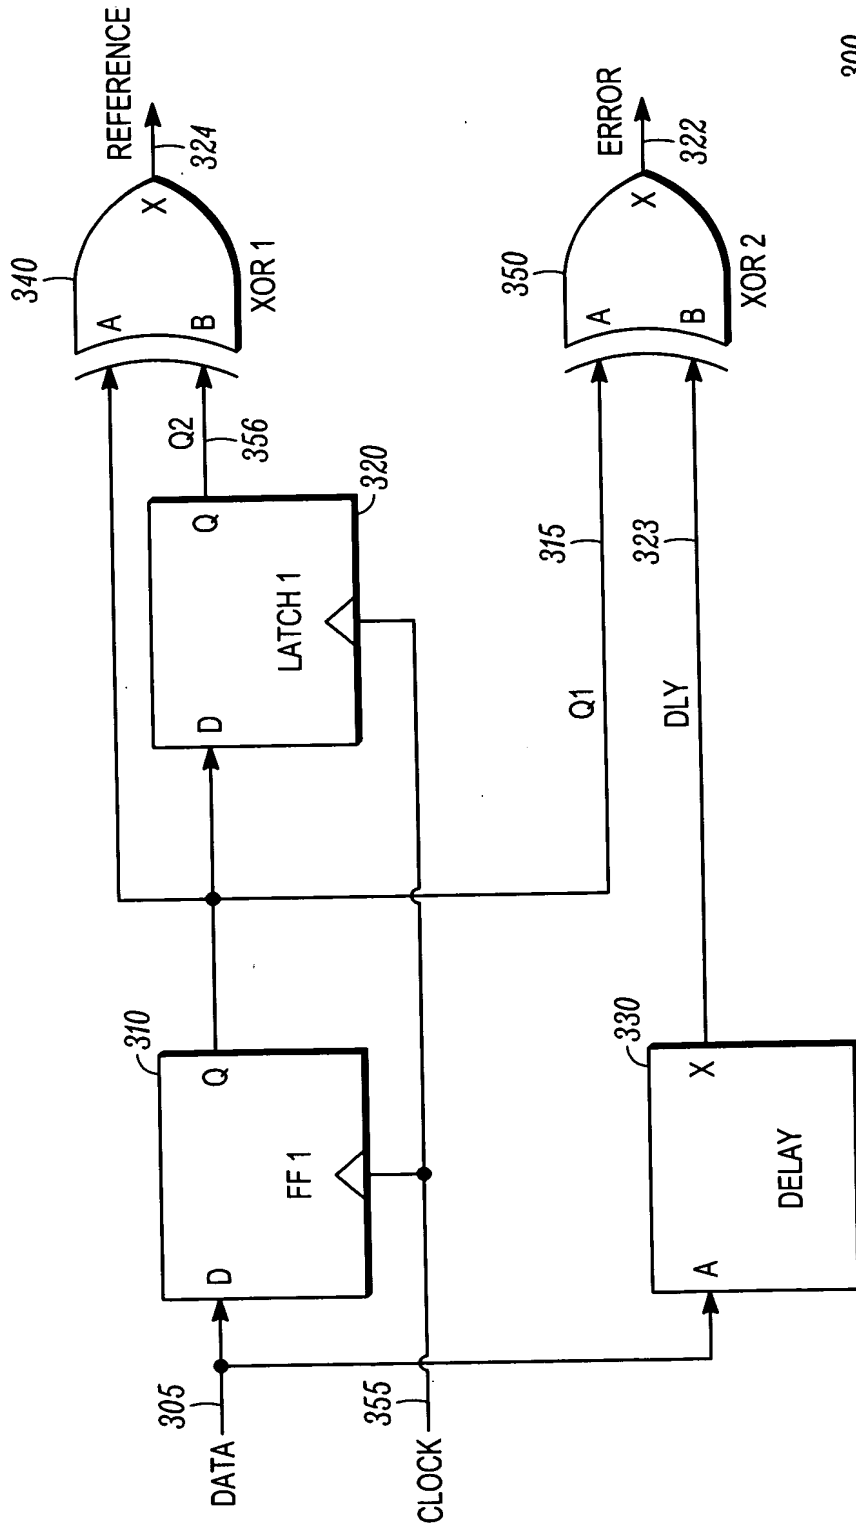 340
A
B
X
XOR 1
324
REFERENCE
310
D
Q
FF 1
D
Q
LATCH 1
320
Q2
356
305
DATA
355
CLOCK
Q1
315
350
A
B
X
XOR 2
322
ERROR
330
A
X
DELAY
DLY
323
300